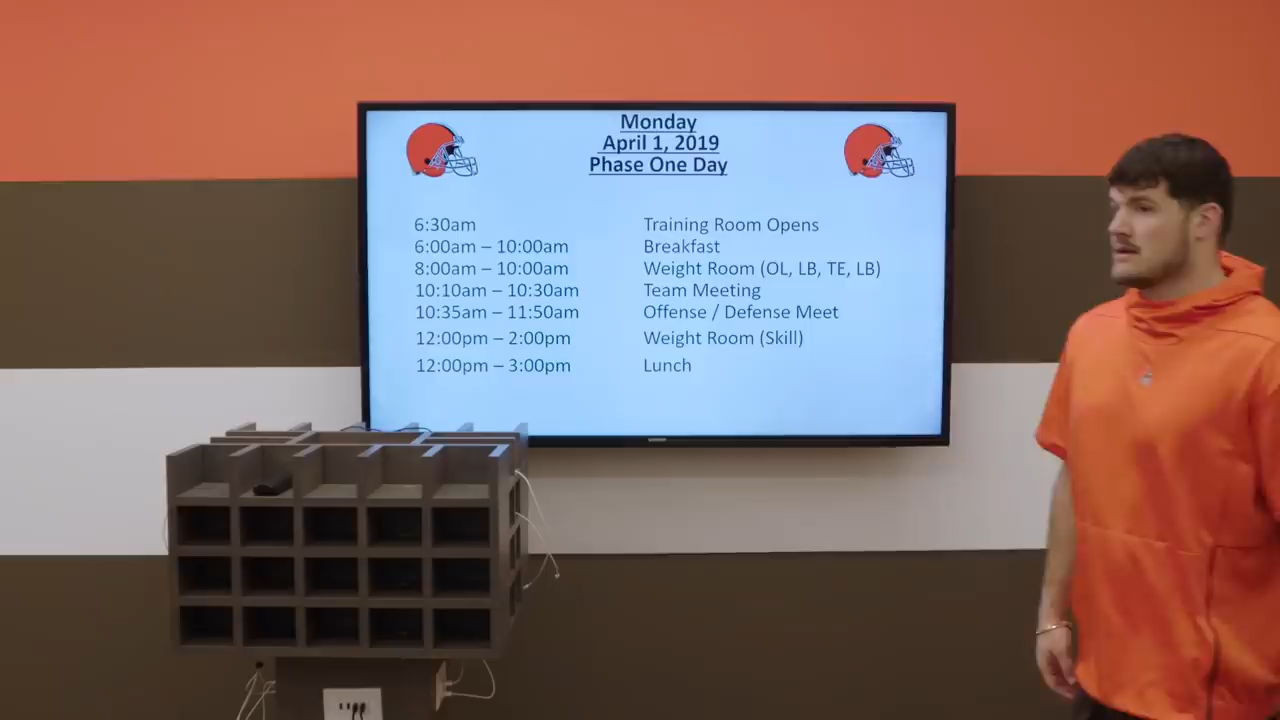 Monday
April 1, 2019
Phase One Day
6:30am Training Room Opens
6:00am – 10:00am Breakfast
8:00am – 10:00am Weight Room (OL, LB, TE, LB)
10:10am – 10:30am Team Meeting
10:35am – 11:50am Offense / Defense Meet
12:00pm – 2:00pm Weight Room (Skill)
12:00pm – 3:00pm Lunch